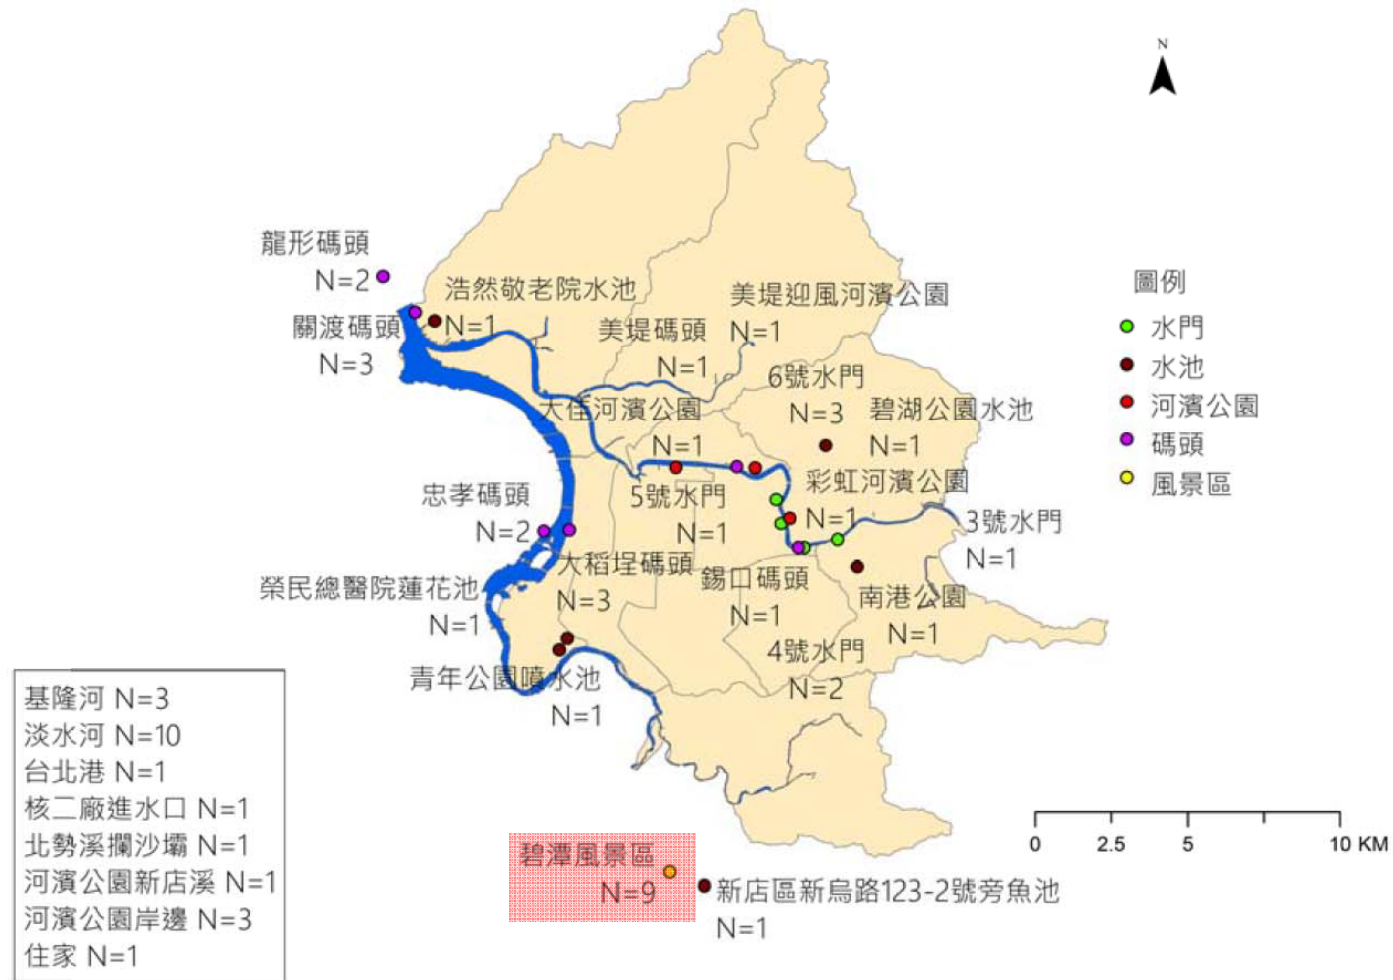 N
龍形碼頭
N=2
浩然敬老院水池
N=1
關渡碼頭
N=3
美堤碼頭
N=1
美堤迎風河濱公園
N=1
6號水門
N=3
大佳河濱公園
N=1
碧湖公園水池
N=1
5號水門
N=1
彩虹河濱公園
N=1
忠孝碼頭
N=2
3號水門
N=1
大稻埕碼頭
N=3
錫口碼頭
N=1
榮民總醫院蓮花池
N=1
南港公園
N=1
4號水門
N=2
青年公園噴水池
N=1
圖例
水門
水池
河濱公園
碼頭
風景區
基隆河 N=3
淡水河 N=10
台北港 N=1
核二廠進水口 N=1
北勢溪攔沙壩 N=1
河濱公園新店溪 N=1
河濱公園岸邊 N=3
住家 N=1
0 2.5 5 10 KM
碧潭風景區
N=9
新店區新烏路123-2號旁魚池
N=1